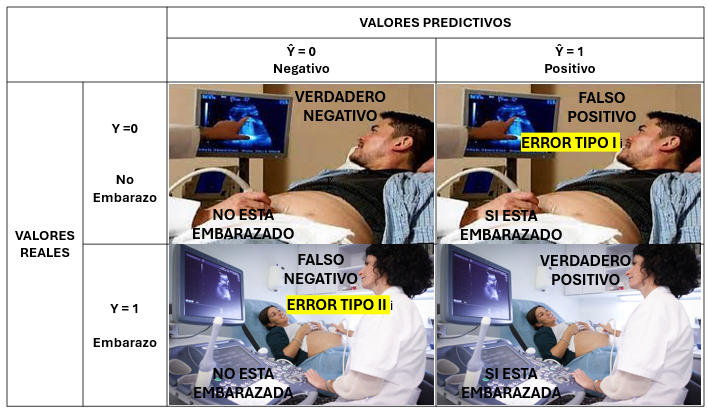 VALORES PREDICTIVOS
Ŷ = 0
Negativo
Ŷ = 1
Positivo
VALORES
REALES
Y =0
No
Embarazo
VERDADERO
NEGATIVO
NO ESTA
EMBARAZADO
FALSO
POSITIVO
ERROR TIPO I i
SI ESTA
EMBARAZADO
Y = 1
Embarazo
FALSO
NEGATIVO
ERROR TIPO II i
NO ESTA
EMBARAZADA
VERDADERO
POSITIVO
SI ESTA
EMBARAZADA